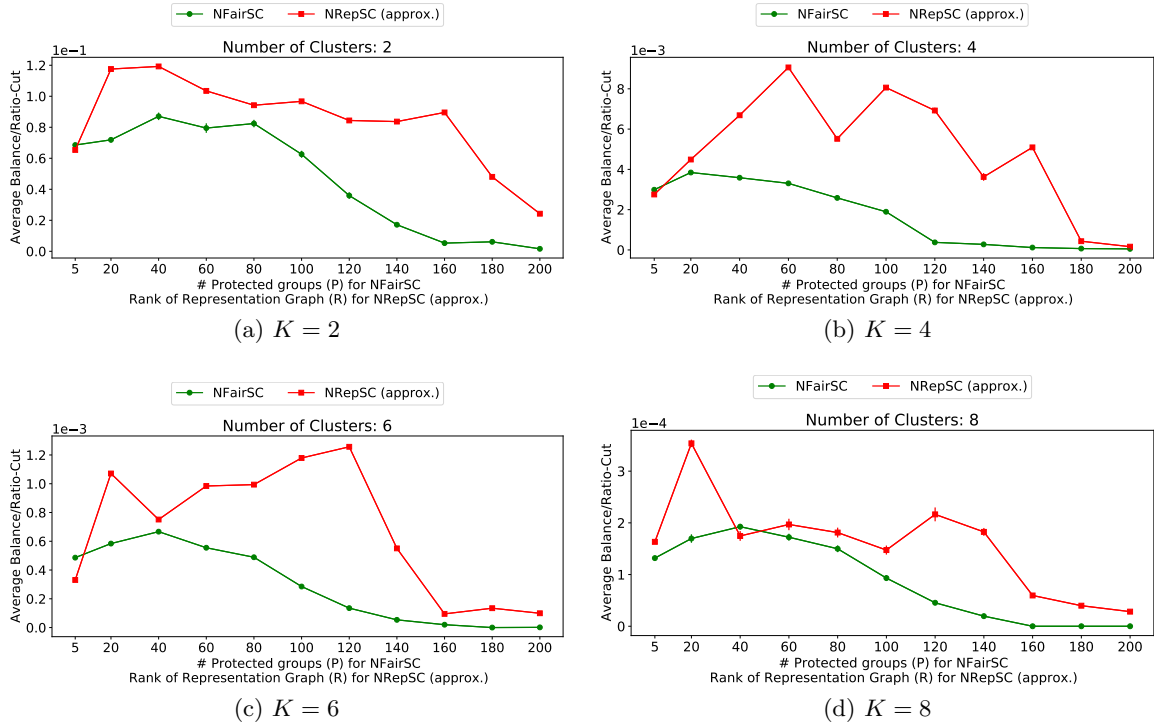 NFairSC NRepSC (approx.)
Number of Clusters: 2
1e−1
Average Balance/Ratio-Cut
1.2
1.0
0.8
0.6
0.4
0.2
0.0
5 20 40 60 80 100 120 140 160 180 200
# Protected groups (P) for NFairSC
Rank of Representation Graph (R) for NRepSC (approx.)
(a) K = 2
NFairSC NRepSC (approx.)
Number of Clusters: 4
1e−3
Average Balance/Ratio-Cut
8
6
4
2
0
5 20 40 60 80 100 120 140 160 180 200
# Protected groups (P) for NFairSC
Rank of Representation Graph (R) for NRepSC (approx.)
(b) K = 4
NFairSC NRepSC (approx.)
Number of Clusters: 6
1e−3
Average Balance/Ratio-Cut
1.2
1.0
0.8
0.6
0.4
0.2
0.0
5 20 40 60 80 100 120 140 160 180 200
# Protected groups (P) for NFairSC
Rank of Representation Graph (R) for NRepSC (approx.)
(c) K = 6
NFairSC NRepSC (approx.)
Number of Clusters: 8
1e−4
Average Balance/Ratio-Cut
3
2
1
0
5 20 40 60 80 100 120 140 160 180 200
# Protected groups (P) for NFairSC
Rank of Representation Graph (R) for NRepSC (approx.)
(d) K = 8